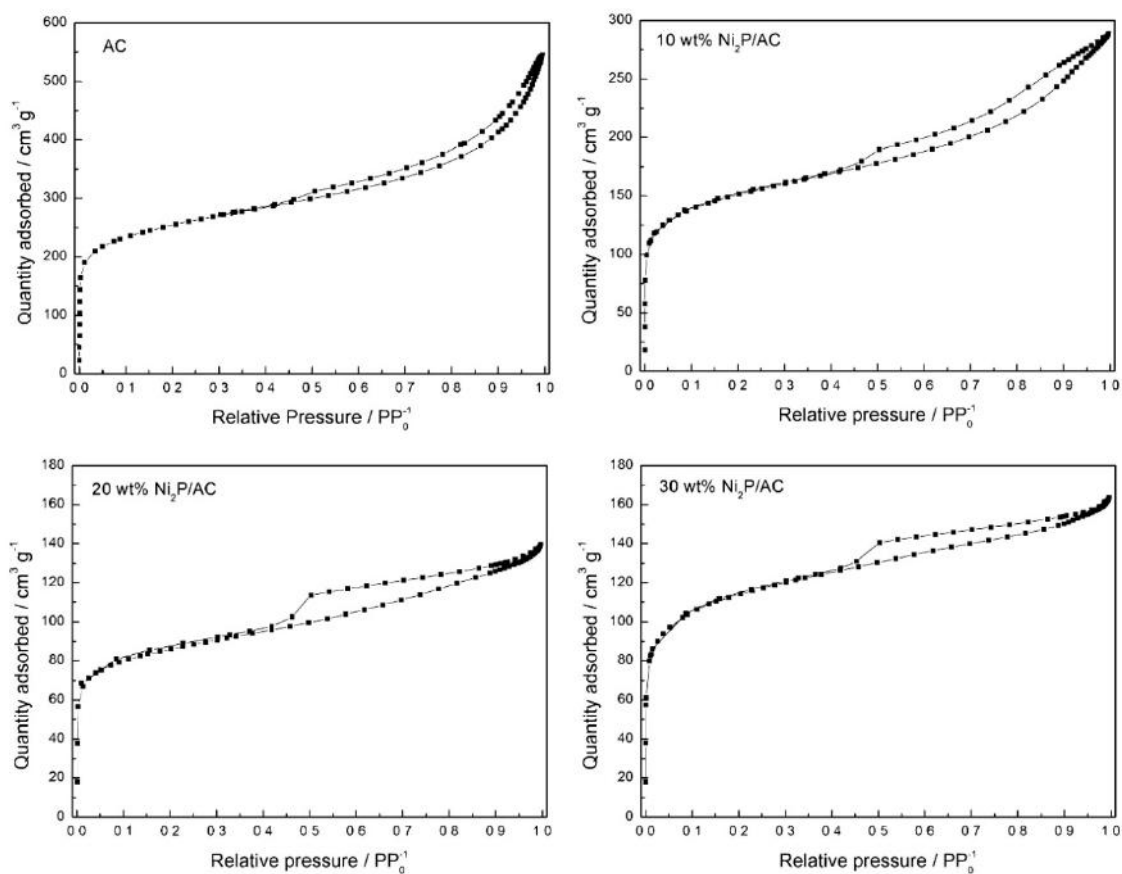 600
500
400
300
200
100
0
AC
Quantity adsorbed / cm³ g⁻¹
0 0 0 1 0 2 0 3 0 4 0 5 0 6 0 7 0 8 0 9 1 0
Relative Pressure / PP₀⁻¹
300
250
200
150
100
50
0
10 wt% Ni₂P/AC
Quantity adsorbed / cm³ g⁻¹
0 0 0 1 0 2 0 3 0 4 0 5 0 6 0 7 0 8 0 9 1 0
Relative pressure / PP₀⁻¹
180
160
140
120
100
80
60
40
20
0
20 wt% Ni₂P/AC
Quantity adsorbed / cm³ g⁻¹
0 0 0 1 0 2 0 3 0 4 0 5 0 6 0 7 0 8 0 9 1 0
Relative pressure / PP₀⁻¹
180
160
140
120
100
80
60
40
20
0
30 wt% Ni₂P/AC
Quantity adsorbed / cm³ g⁻¹
0 0 0 1 0 2 0 3 0 4 0 5 0 6 0 7 0 8 0 9 1 0
Relative pressure / PP₀⁻¹